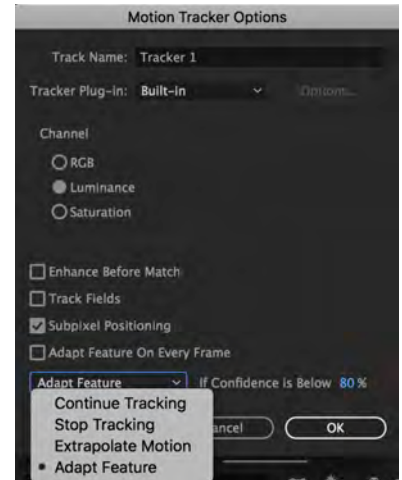 Motion Tracker Options
Track Name: Tracker 1
Tracker Plug-in: Built-in Options...
Channel
RGB
Luminance
Saturation
Enhance Before Match
Track Fields
Subpixel Positioning
Adapt Feature On Every Frame
Adapt Feature If Confidence is Below 80 %
Continue Tracking
Stop Tracking
ancel OK
Extrapolate Motion
Adapt Feature